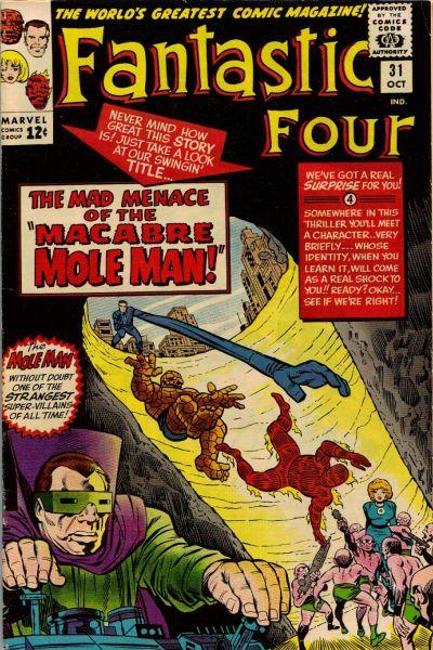 THE WORLD'S GREATEST COMIC MAGAZINE!
APPROVED
BY THE
COMICS
CODE
AUTHORITY
Fantastic
Four
31
OCT
IND.
MARVEL
COMICS
GROUP
12¢
NEVER MIND HOW
GREAT THIS STORY
IS! JUST TAKE A LOOK
AT OUR SWINGIN'
TITLE...
THE MAD MENACE
OF THE
"MACABRE
MOLE MAN!"
WE'VE GOT A REAL
SURPRISE FOR YOU!
4
SOMEWHERE IN THIS
THRILLER YOU'LL MEET
A CHARACTER...VERY
BRIEFLY...WHOSE
IDENTITY, WHEN YOU
LEARN IT, WILL COME
AS A REAL SHOCK TO
YOU!! READY? OKAY...
SEE IF WE'RE RIGHT!
The
MOLE MAN
WITHOUT DOUBT
ONE OF THE
STRANGEST
SUPER-VILLAINS
OF ALL TIME!